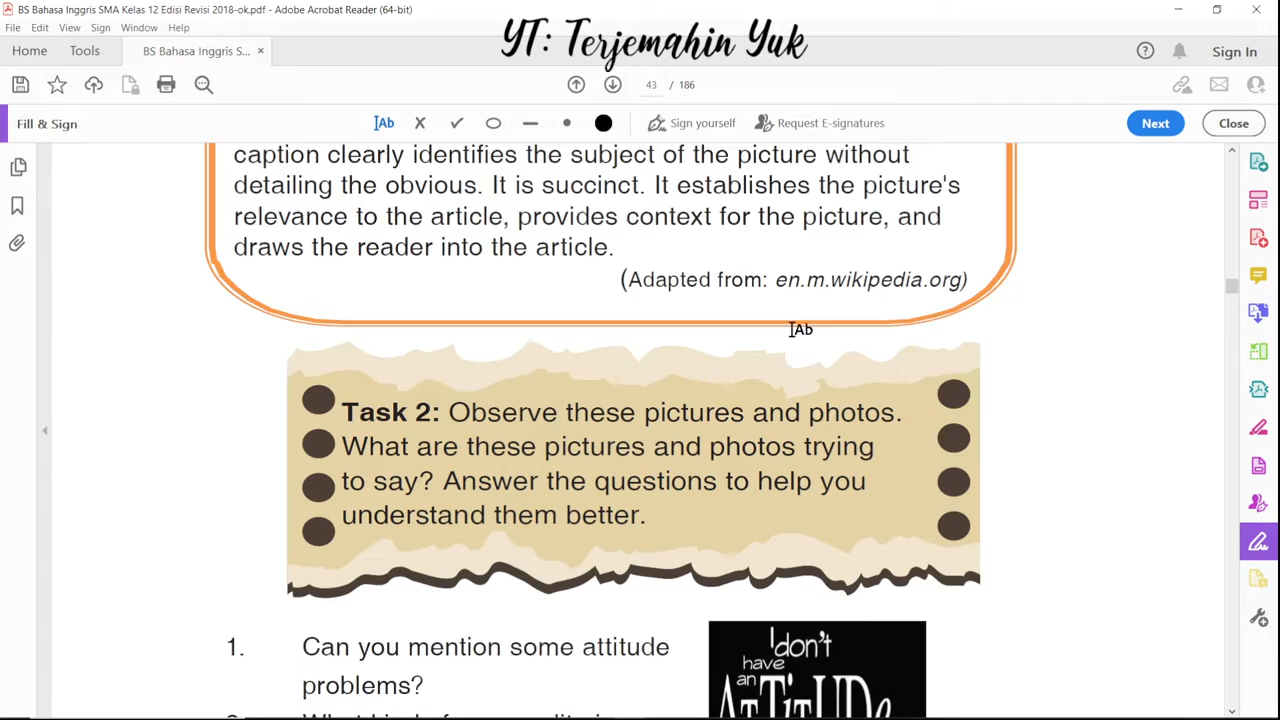 BS Bahasa Inggris SMA Kelas 12 Edisi Revisi 2018-ok.pdf - Adobe Acrobat Reader (64-bit)
File Edit View Sign Window Help
YT: Terjemahin Yuk
Home Tools BS Bahasa Inggris S... × Sign In
43 / 186
Fill & Sign Ab Sign yourself Request E-signatures Next Close
caption clearly identifies the subject of the picture without
detailing the obvious. It is succinct. It establishes the picture's
relevance to the article, provides context for the picture, and
draws the reader into the article.
(Adapted from: en.m.wikipedia.org)
Ab
Task 2: Observe these pictures and photos.
What are these pictures and photos trying
to say? Answer the questions to help you
understand them better.
1. Can you mention some attitude
problems?
I don't
have
an
ATTiTUDe